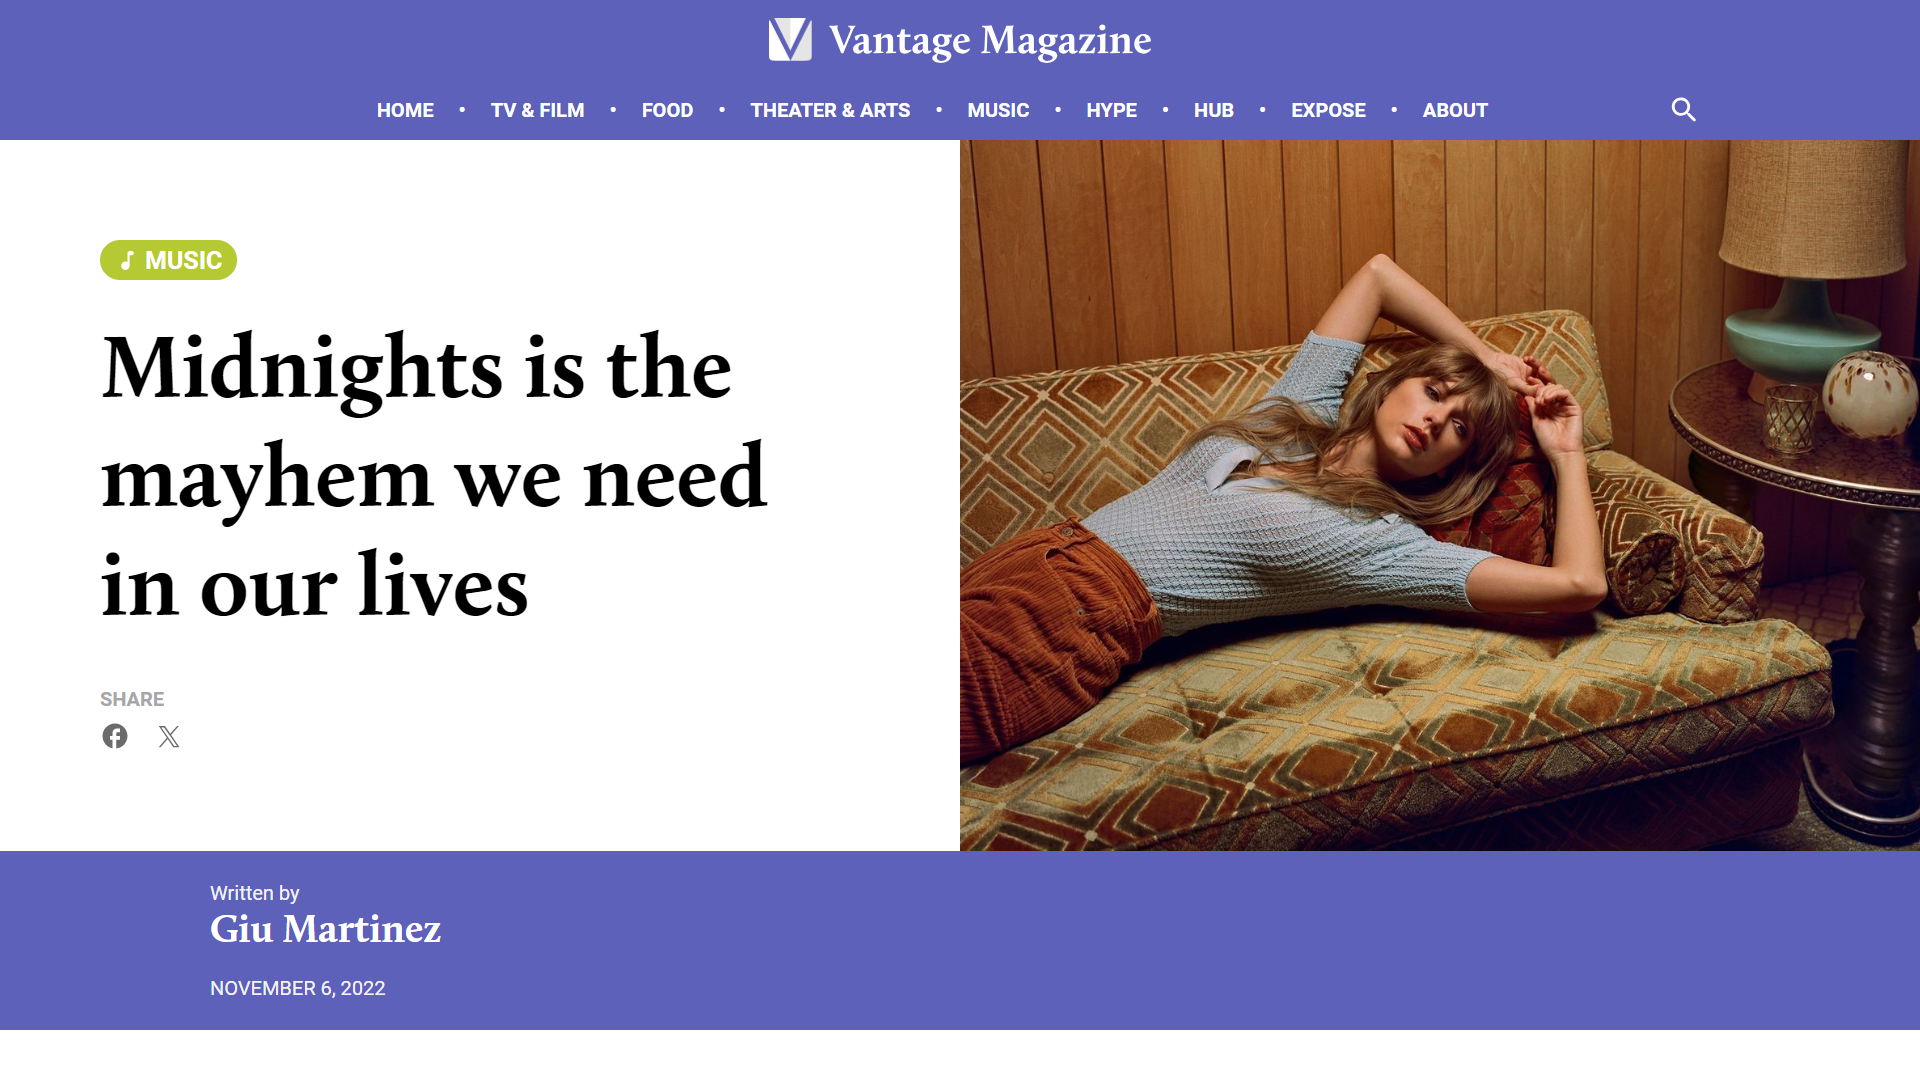 Vantage Magazine
HOME • TV & FILM • FOOD • THEATER & ARTS • MUSIC • HYPE • HUB • EXPOSE • ABOUT
MUSIC
Midnights is the
mayhem we need
in our lives
SHARE
Written by
Giu Martinez
NOVEMBER 6, 2022